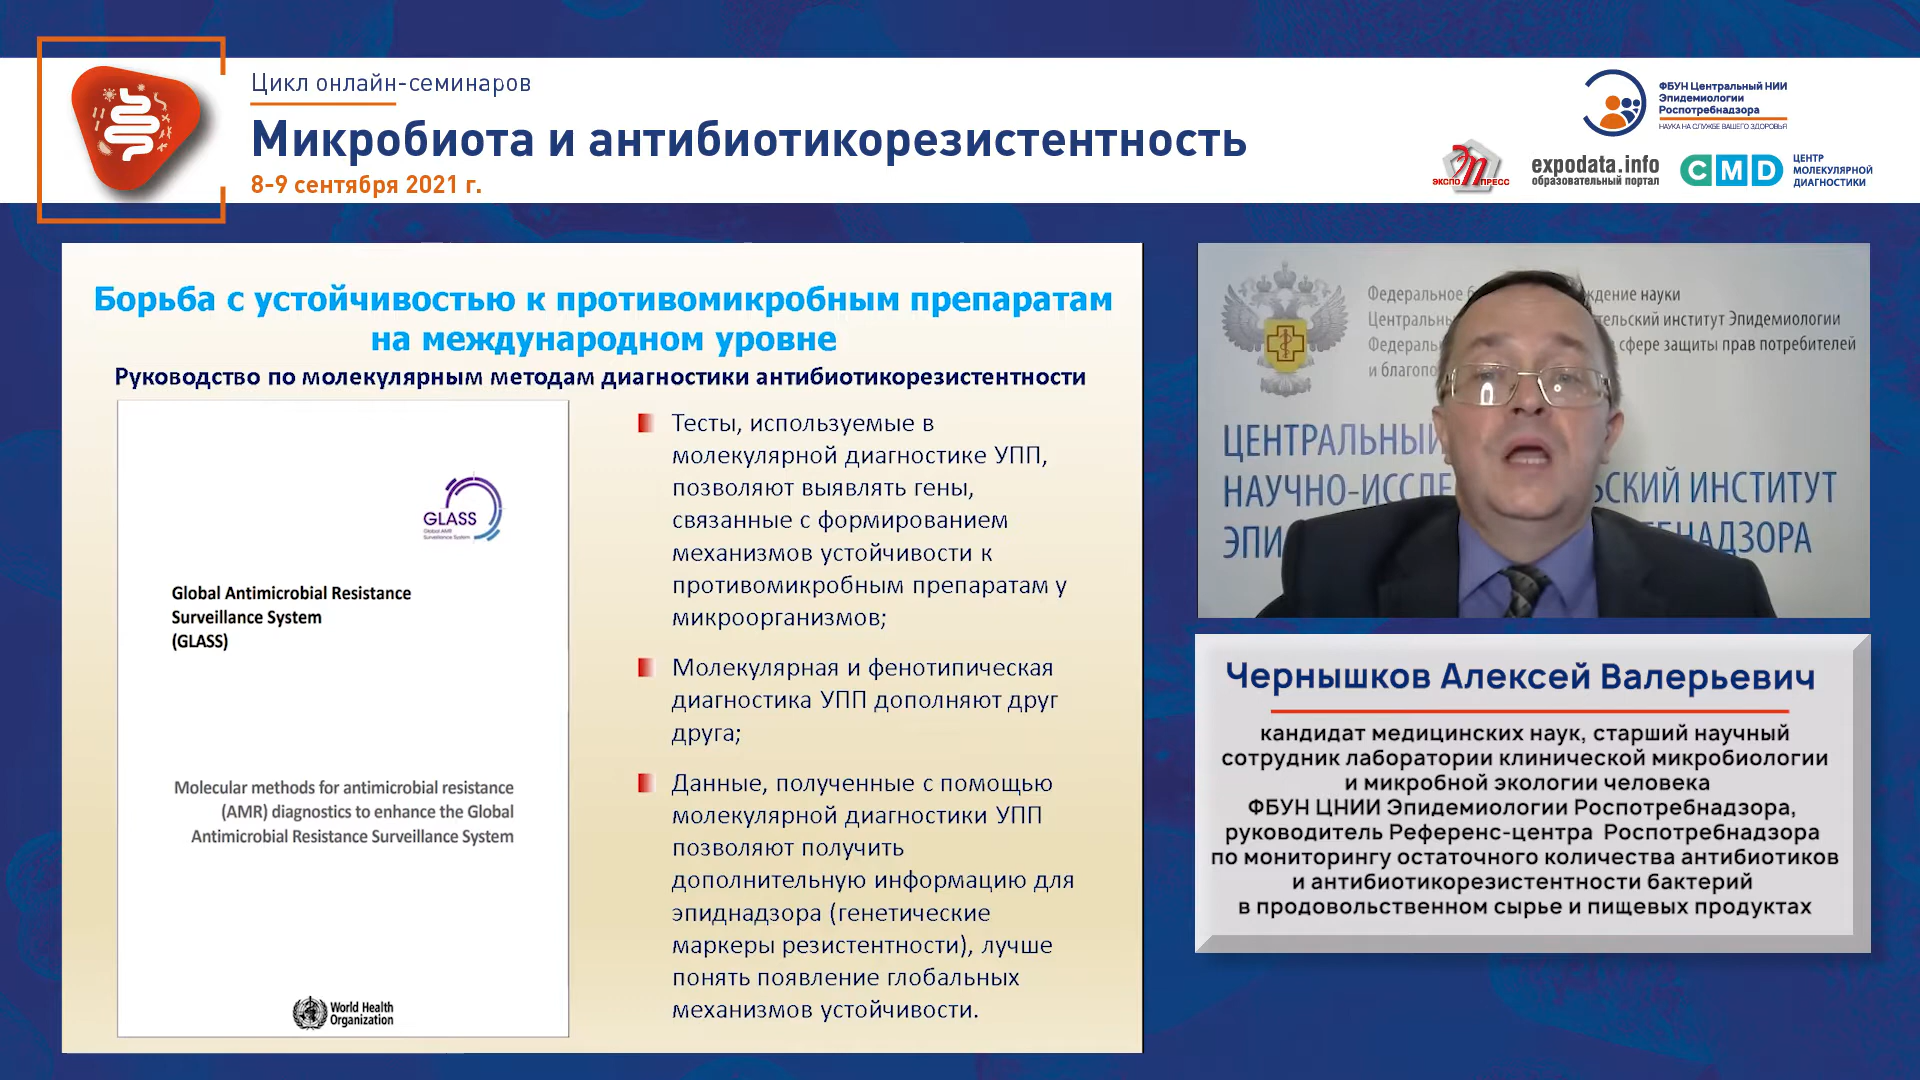 Цикл онлайн-семинаров
Микробиота и антибиотикорезистентность
8-9 сентября 2021 г.
ФБУН Центральный НИИ
Эпидемиологии
Роспотребнадзора
НАУКА НА СЛУЖБЕ ВАШЕГО ЗДОРОВЬЯ
ЭКСПО ПРЕСС
expodata.info
образовательный портал
CMD
ЦЕНТР
МОЛЕКУЛЯРНОЙ
ДИАГНОСТИКИ
Борьба с устойчивостью к противомикробным препаратам
на международном уровне
Руководство по молекулярным методам диагностики антибиотикорезистентности
GLASS
Global AMR
Surveillance System
Global Antimicrobial Resistance
Surveillance System
(GLASS)
Molecular methods for antimicrobial resistance
(AMR) diagnostics to enhance the Global
Antimicrobial Resistance Surveillance System
World Health
Organization
Тесты, используемые в
молекулярной диагностике УПП,
позволяют выявлять гены,
связанные с формированием
механизмов устойчивости к
противомикробным препаратам у
микроорганизмов;
Молекулярная и фенотипическая
диагностика УПП дополняют друг
друга;
Данные, полученные с помощью
молекулярной диагностики УПП
позволяют получить
дополнительную информацию для
эпиднадзора (генетические
маркеры резистентности), лучше
понять появление глобальных
механизмов устойчивости.
Федеральное б ждение науки
Центральны тельский институт Эпидемиологии
Федераль сфере защиты прав потребителей
и благопо
ЦЕНТРАЛЬНЫЙ
НАУЧНО-ИССЛЕ ЬСКИЙ ИНСТИТУТ
ЭПИ НАДЗОРА
Чернышков Алексей Валерьевич
кандидат медицинских наук, старший научный
сотрудник лаборатории клинической микробиологии
и микробной экологии человека
ФБУН ЦНИИ Эпидемиологии Роспотребнадзора,
руководитель Референс-центра Роспотребнадзора
по мониторингу остаточного количества антибиотиков
и антибиотикорезистентности бактерий
в продовольственном сырье и пищевых продуктах